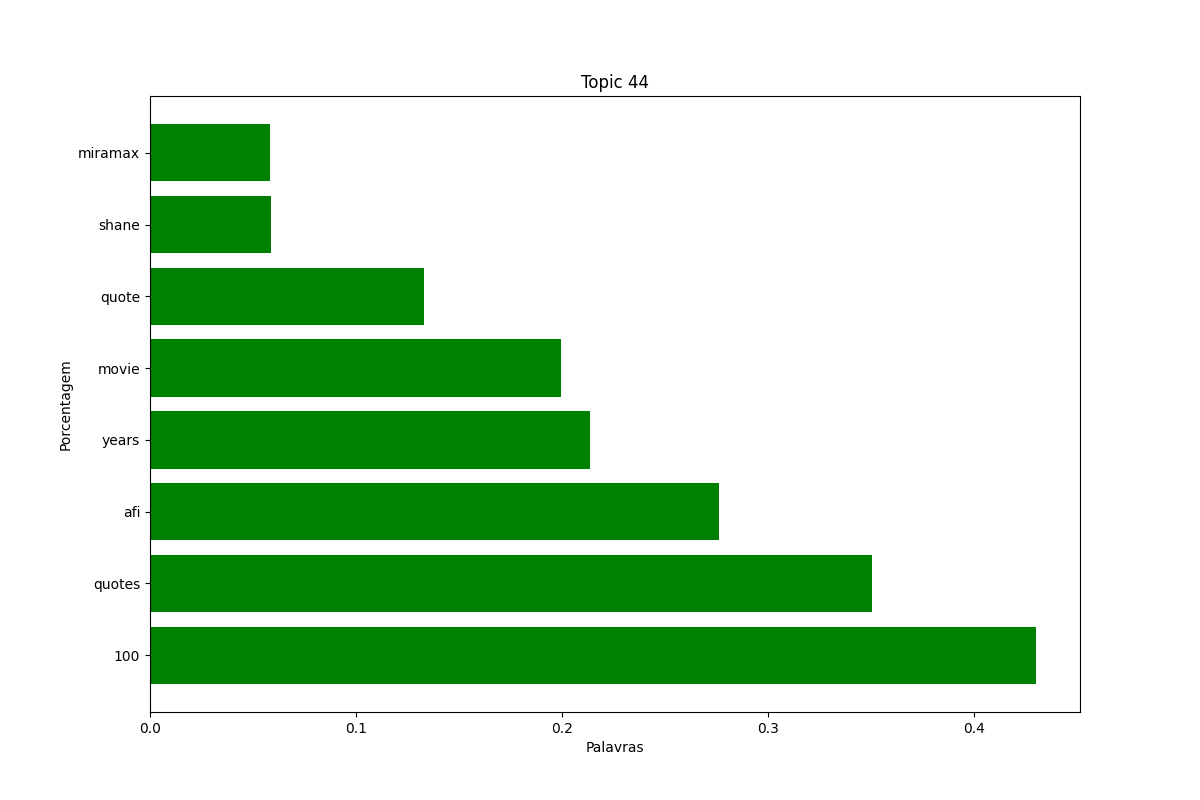 Topic 44
miramax
shane
quote
movie
years
afi
quotes
100
Porcentagem
0.0 0.1 0.2 0.3 0.4
Palavras